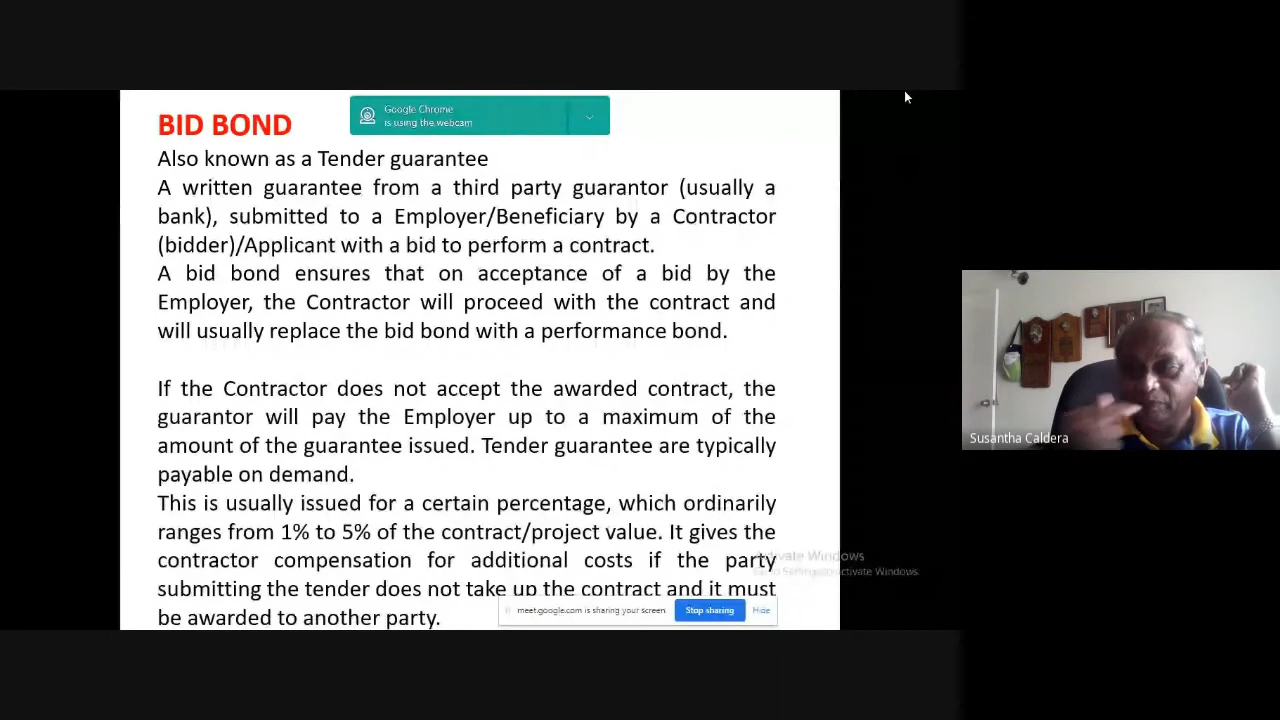 BID BOND
Google Chrome
is using the webcam
Also known as a Tender guarantee
A written guarantee from a third party guarantor (usually a
bank), submitted to a Employer/Beneficiary by a Contractor
(bidder)/Applicant with a bid to perform a contract.
A bid bond ensures that on acceptance of a bid by the
Employer, the Contractor will proceed with the contract and
will usually replace the bid bond with a performance bond.
If the Contractor does not accept the awarded contract, the
guarantor will pay the Employer up to a maximum of the
amount of the guarantee issued. Tender guarantee are typically
payable on demand.
This is usually issued for a certain percentage, which ordinarily
ranges from 1% to 5% of the contract/project value. It gives the
contractor compensation for additional costs if the party
submitting the tender does not take up the contract and it must
be awarded to another party.
Activate Windows
Go to Settings to activate Windows.
meet.google.com is sharing your screen.
Stop sharing
Hide
Susantha Caldera